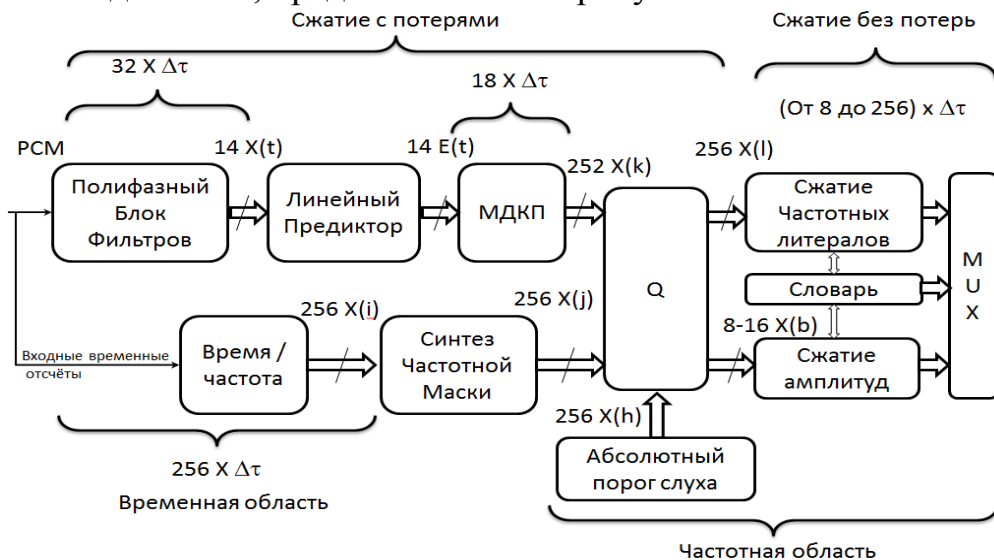 Сжатие с потерями
Сжатие без потерь
32 X Δτ
18 X Δτ
(От 8 до 256) x Δτ
PCM
14 X(t)
14 E(t)
252 X(k)
256 X(l)
Полифазный
Блок
Фильтров
Линейный
Предиктор
МДКП
Q
Сжатие
Частотных
литералов
Словарь
M
U
X
256 X(i)
256 X(j)
8-16 X(b)
Входные временные
отсчёты
Время /
частота
Синтез
Частотной
Маски
Сжатие
амплитуд
256 X(h)
Абсолютный
порог слуха
256 X Δτ
Временная область
Частотная область